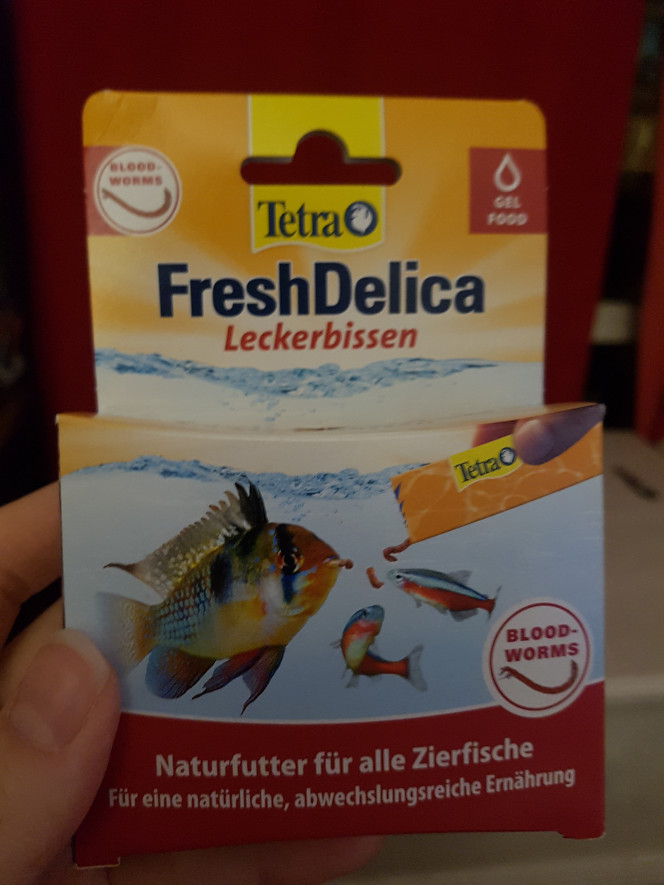 BLOOD-
WORMS
Tetra
GEL
FOOD
FreshDelica
Leckerbissen
Tetra
BLOOD-
WORMS
Naturfutter für alle Zierfische
Für eine natürliche, abwechslungsreiche Ernährung